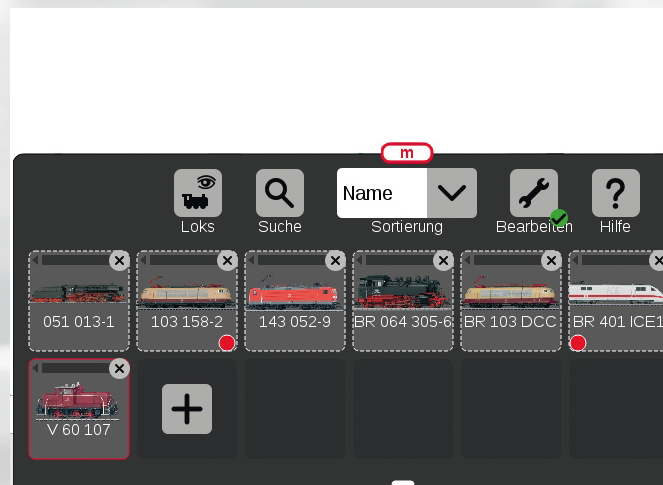 m
Name
Loks
Suche
Sortierung
Bearbeiten
Hilfe
051 013-1
103 158-2
143 052-9
BR 064 305-6
BR 103 DCC
BR 401 ICE1
V 60 107